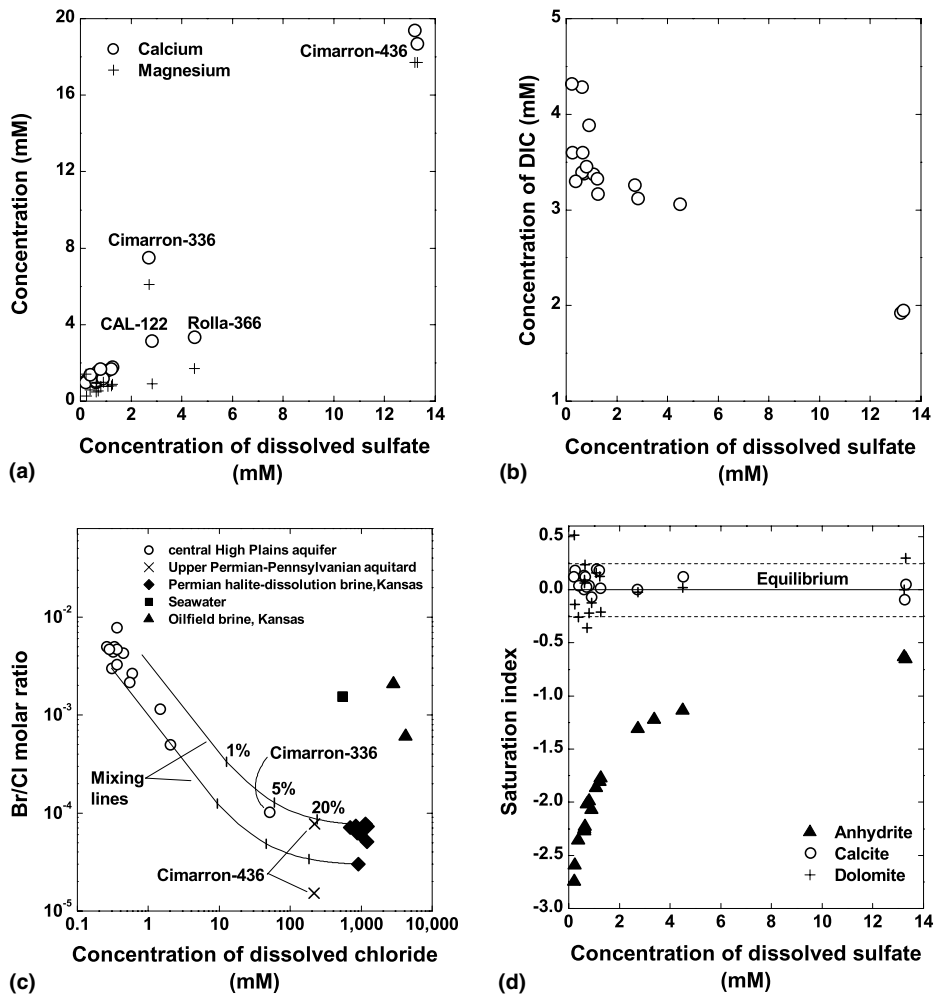 20
16
12
8
4
0
Concentration (mM)
Calcium
Magnesium
Cimarron-436
Cimarron-336
CAL-122
Rolla-366
0 2 4 6 8 10 12 14
Concentration of dissolved sulfate
(mM)
(a)
5
4
3
2
1
Concentration of DIC (mM)
0 2 4 6 8 10 12 14
Concentration of dissolved sulfate
(mM)
(b)
10-2
10-3
10-4
10-5
Br/Cl molar ratio
central High Plains aquifer
Upper Permian-Pennsylvanian aquitard
Permian halite-dissolution brine,Kansas
Seawater
Oilfield brine, Kansas
1%
Cimarron-336
5%
20%
Mixing
lines
Cimarron-436
0.1 1 10 100 1,000 10,000
Concentration of dissolved chloride
(mM)
(c)
0.5
0.0
-0.5
-1.0
-1.5
-2.0
-2.5
-3.0
Saturation index
Equilibrium
Anhydrite
Calcite
Dolomite
0 2 4 6 8 10 12 14
Concentration of dissolved sulfate
(mM)
(d)